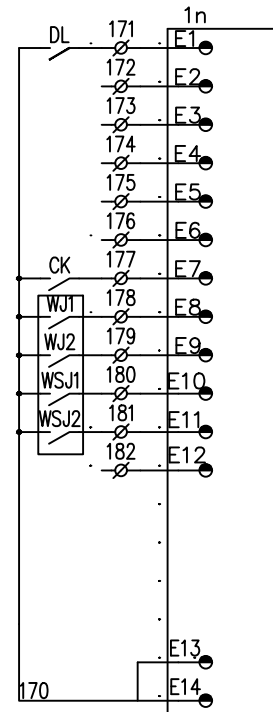 1n
DL 171 E1
172 E2
173 E3
174 E4
175 E5
176 E6
CK 177 E7
WJ1 178 E8
WJ2 179 E9
WSJ1 180 E10
WSJ2 181 E11
182 E12
E13
170 E14